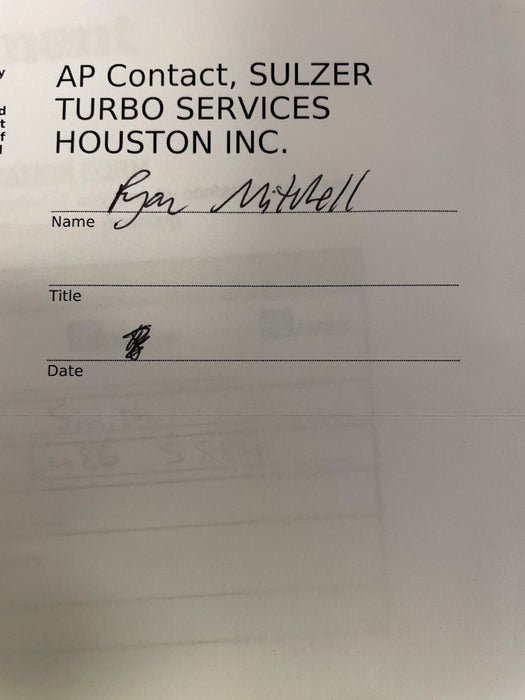 AP Contact, SULZER
TURBO SERVICES
HOUSTON INC.
Ryan Mitchell
Name
Title
Date